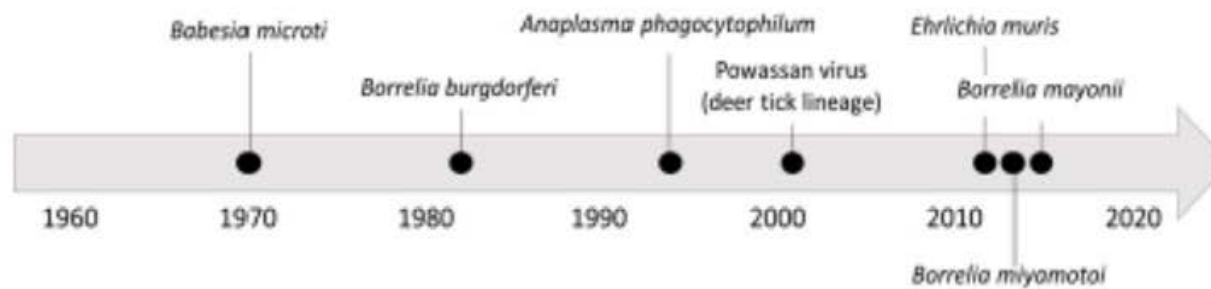 Babesia microti
Anaplasma phagocytophilum
Ehrlichia muris
Borrelia burgdorferi
Powassan virus
(deer tick lineage)
Borrelia mayonii
1960
1970
1980
1990
2000
2010
2020
Borrelia miyamotoi